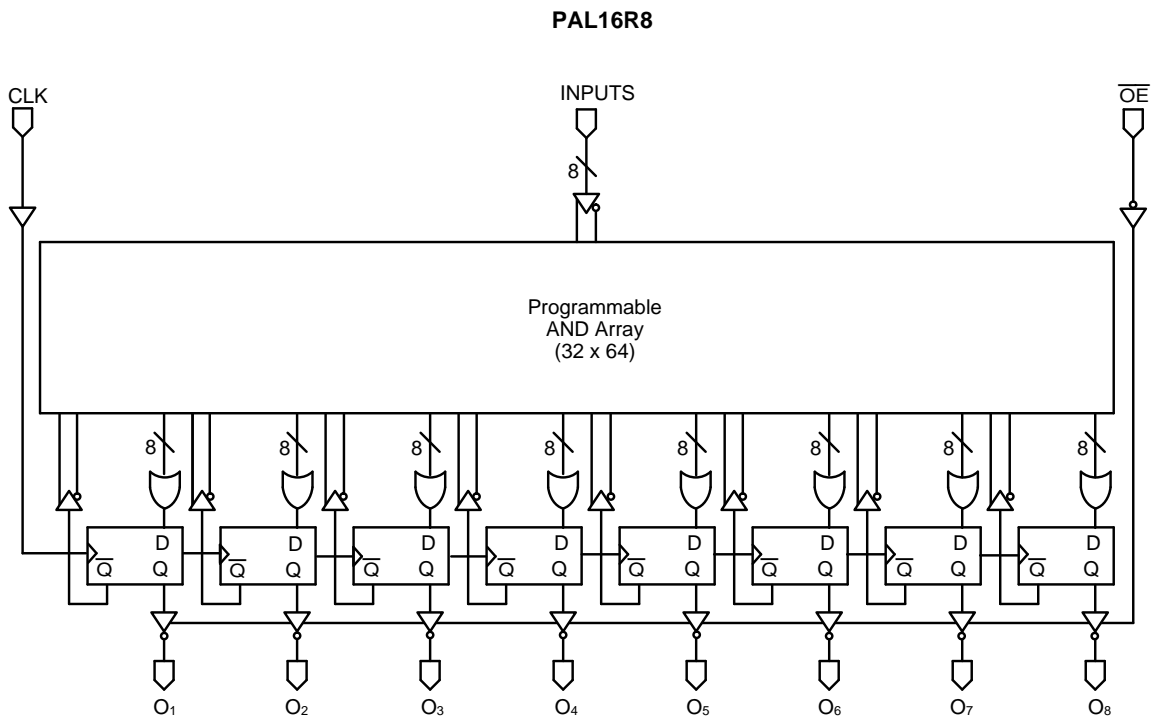 PAL16R8
CLK
INPUTS
O̅E̅
8
Programmable
AND Array
(32 x 64)
8 8 8 8 8 8 8 8
D D D D D D D D
Q̅ Q Q̅ Q Q̅ Q Q̅ Q Q̅ Q Q̅ Q Q̅ Q Q̅ Q
O₁ O₂ O₃ O₄ O₅ O₆ O₇ O₈